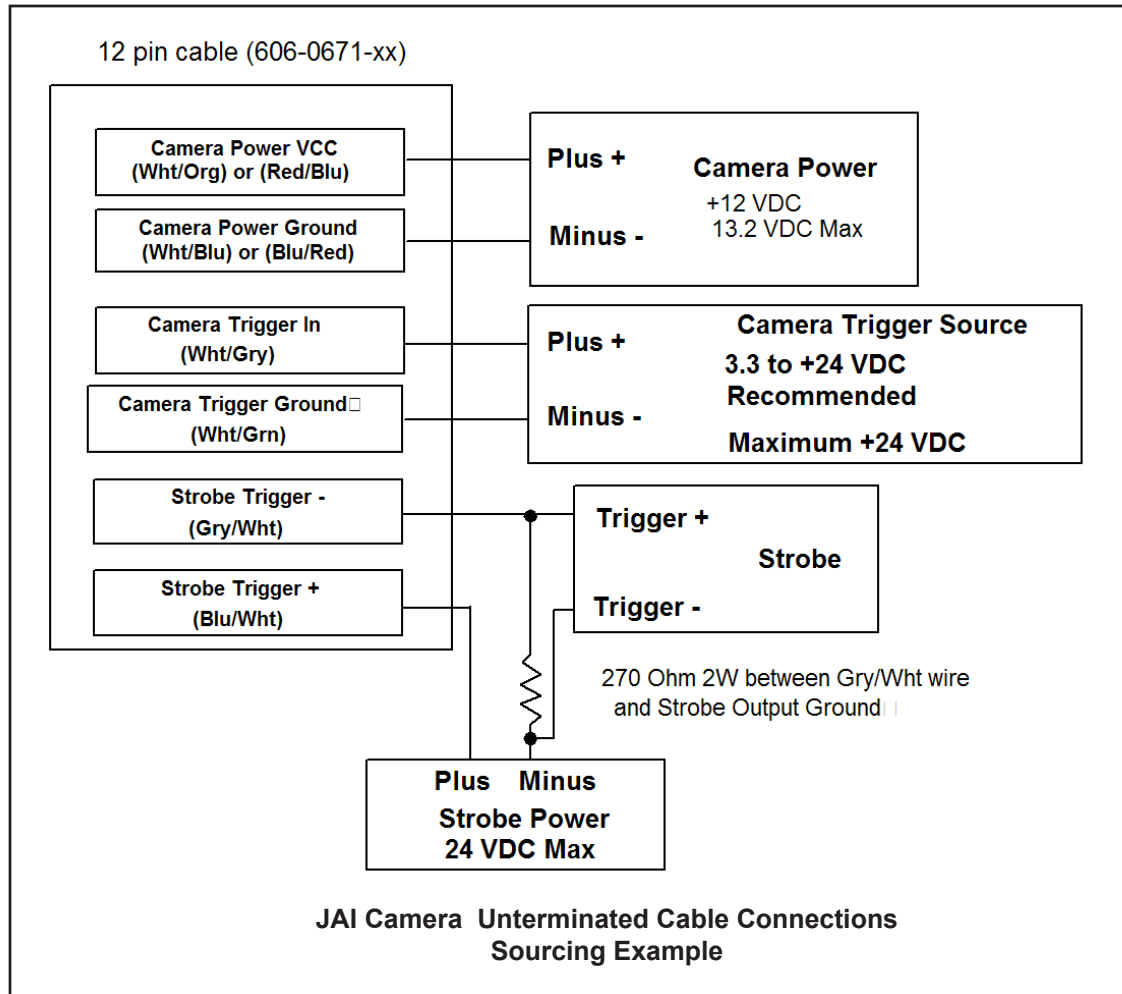 12 pin cable (606-0671-xx)
Camera Power VCC
(Wht/Org) or (Red/Blu)
Camera Power Ground
(Wht/Blu) or (Blu/Red)
Camera Trigger In
(Wht/Gry)
Camera Trigger Ground□
(Wht/Grn)
Strobe Trigger -
(Gry/Wht)
Strobe Trigger +
(Blu/Wht)
Plus +
Minus -
Camera Power
+12 VDC
13.2 VDC Max
Plus +
Minus -
Camera Trigger Source
3.3 to +24 VDC
Recommended
Maximum +24 VDC
Trigger +
Strobe
Trigger -
270 Ohm 2W between Gry/Wht wire
and Strobe Output Ground□□
Plus Minus
Strobe Power
24 VDC Max
JAI Camera Unterminated Cable Connections
Sourcing Example